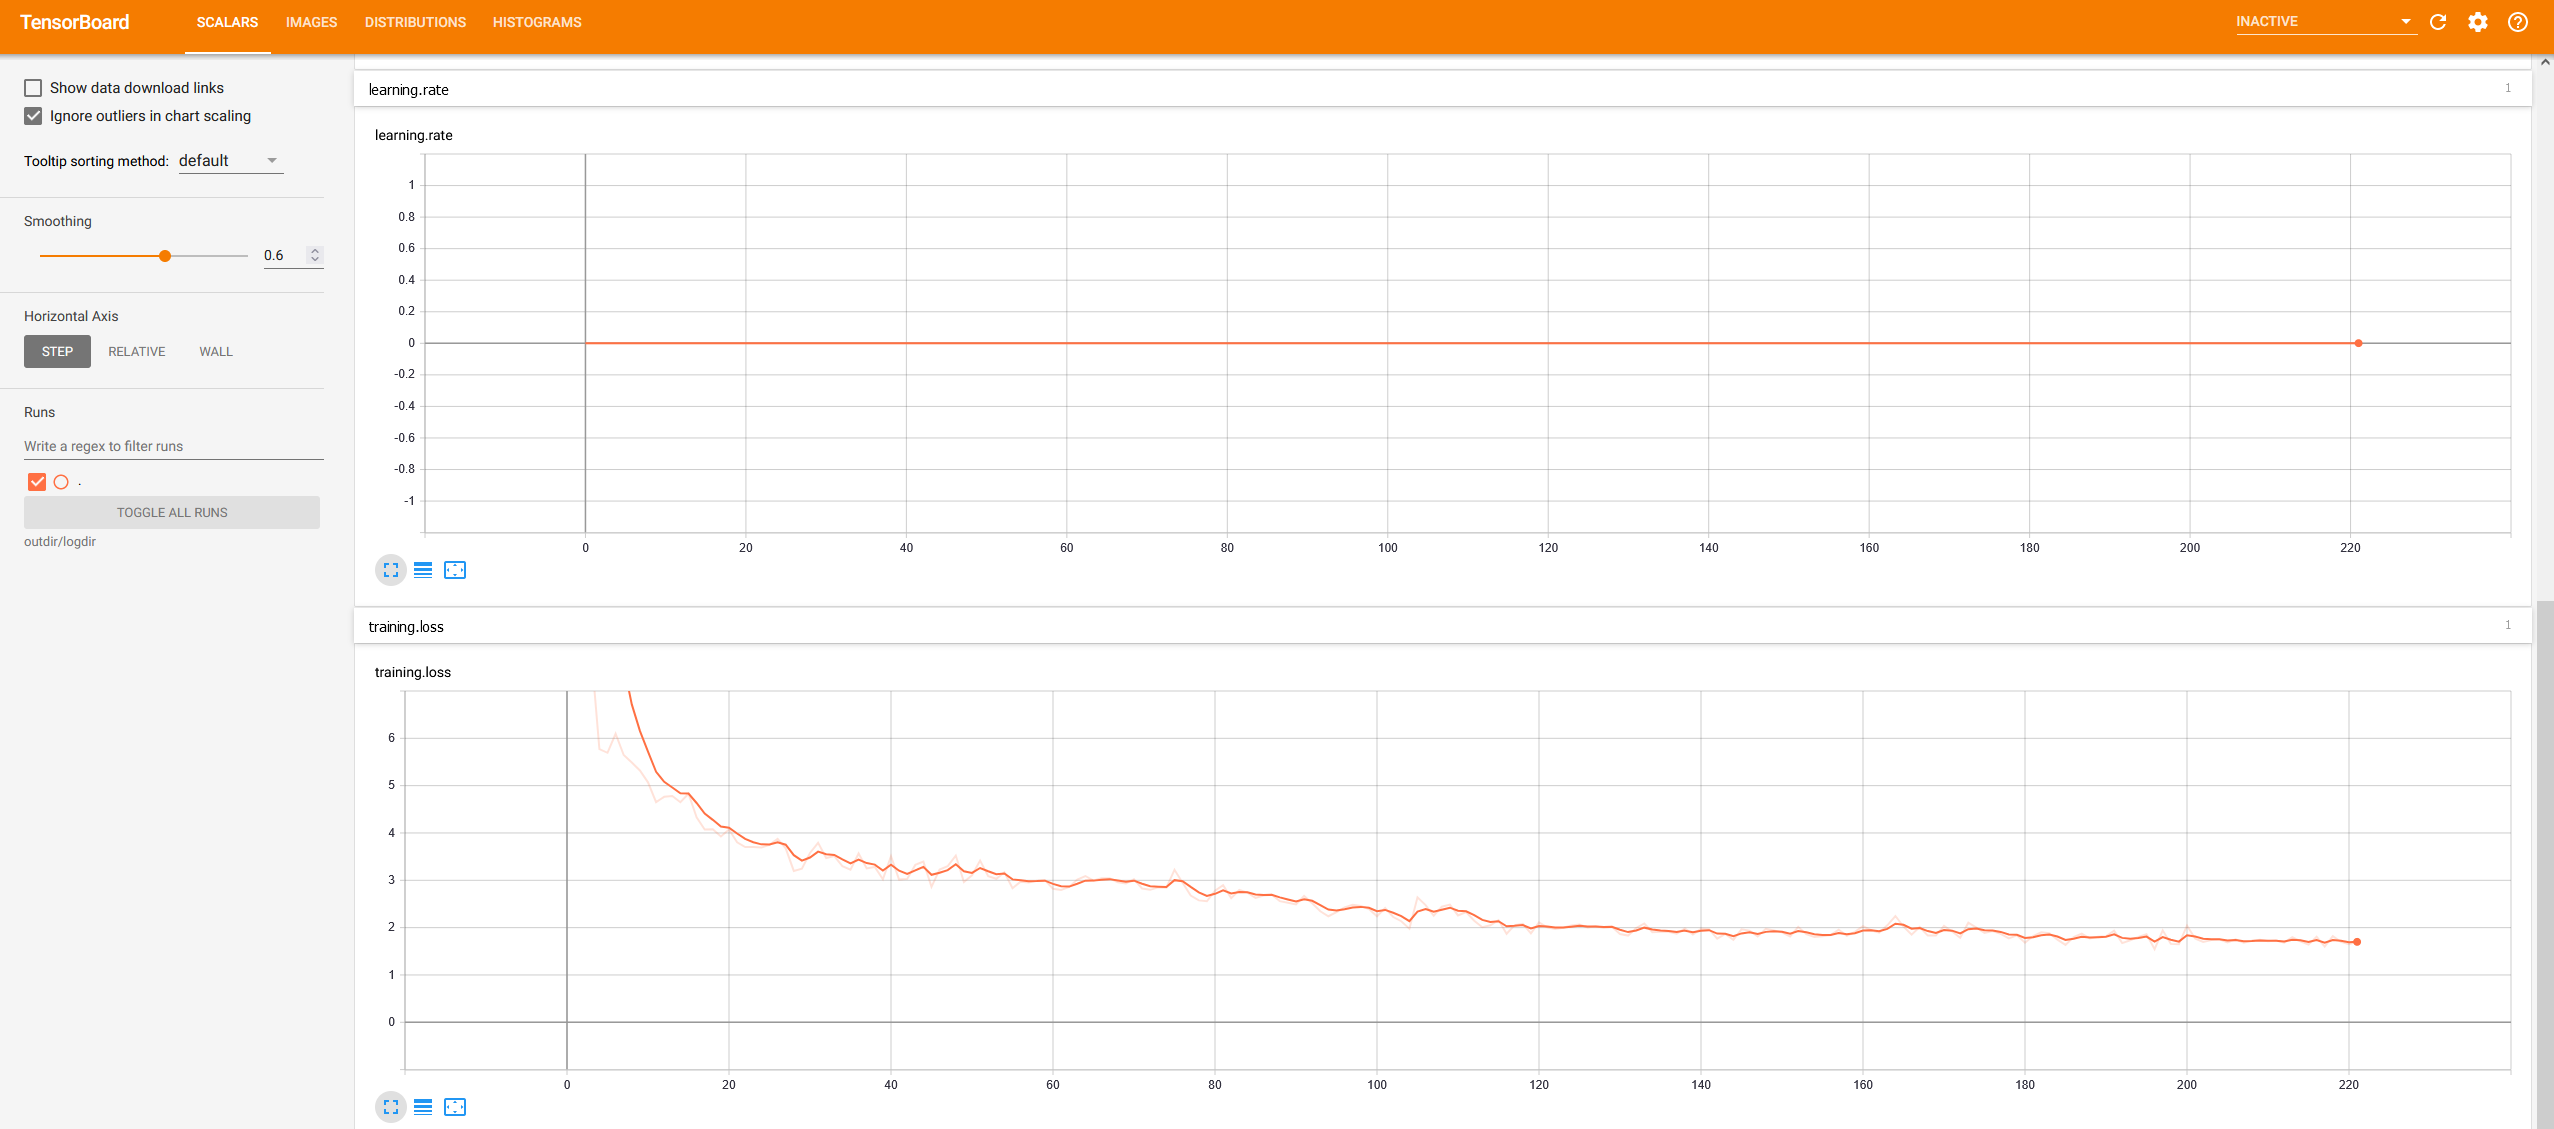 TensorBoard SCALARS IMAGES DISTRIBUTIONS HISTOGRAMS INACTIVE
Show data download links
Ignore outliers in chart scaling
Tooltip sorting method: default
Smoothing
0.6
Horizontal Axis
STEP RELATIVE WALL
Runs
Write a regex to filter runs
.
TOGGLE ALL RUNS
outdir/logdir
learning.rate 1
learning.rate
1
0.8
0.6
0.4
0.2
0
-0.2
-0.4
-0.6
-0.8
-1
0 20 40 60 80 100 120 140 160 180 200 220
training.loss 1
training.loss
6
5
4
3
2
1
0
0 20 40 60 80 100 120 140 160 180 200 220